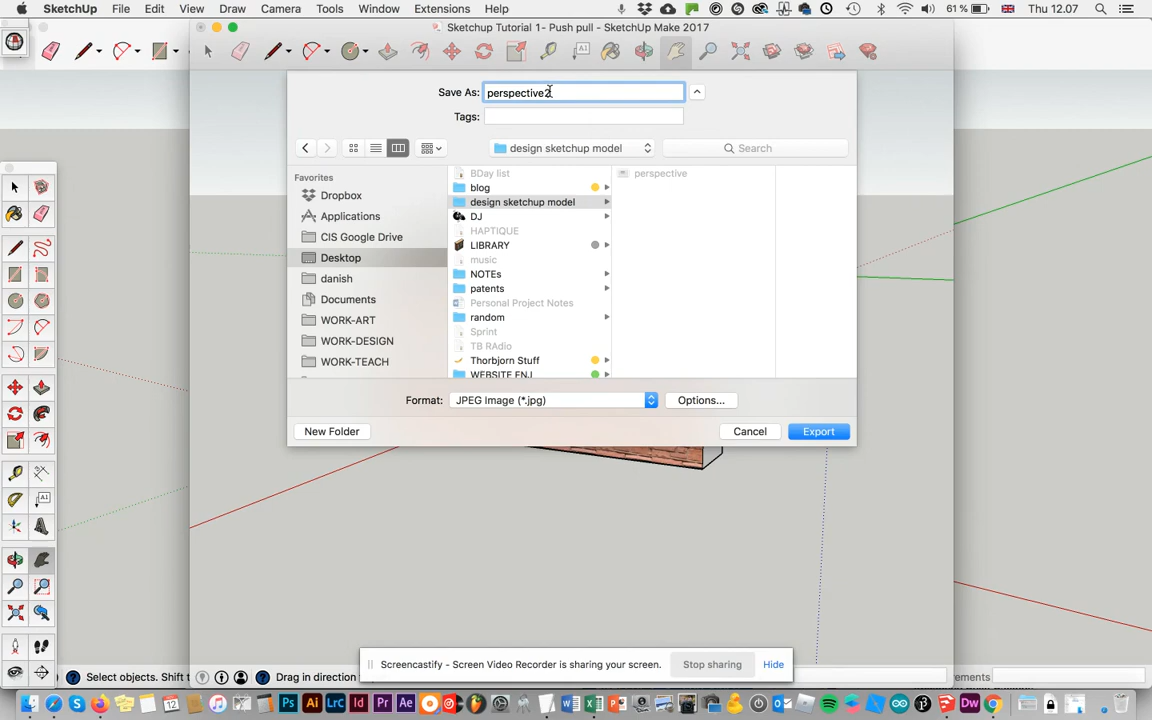 SketchUp File Edit View Draw Camera Tools Window Extensions Help 61% Thu 12.07
Sketchup Tutorial 1- Push pull - SketchUp Make 2017
Save As: perspective2
Tags:
design sketchup model
Search
Favorites
Dropbox
Applications
CIS Google Drive
Desktop
danish
Documents
WORK-ART
WORK-DESIGN
WORK-TEACH
BDay list
blog
design sketchup model
DJ
HAPTIQUE
LIBRARY
music
NOTEs
patents
Personal Project Notes
random
Sprint
TB RAdio
Thorbjorn Stuff
WEBSITE FNJ
perspective
Format: JPEG Image (*.jpg) Options...
New Folder Cancel Export
Screencastify - Screen Video Recorder is sharing your screen. Stop sharing Hide
Select objects. Shift t
Drag in direction